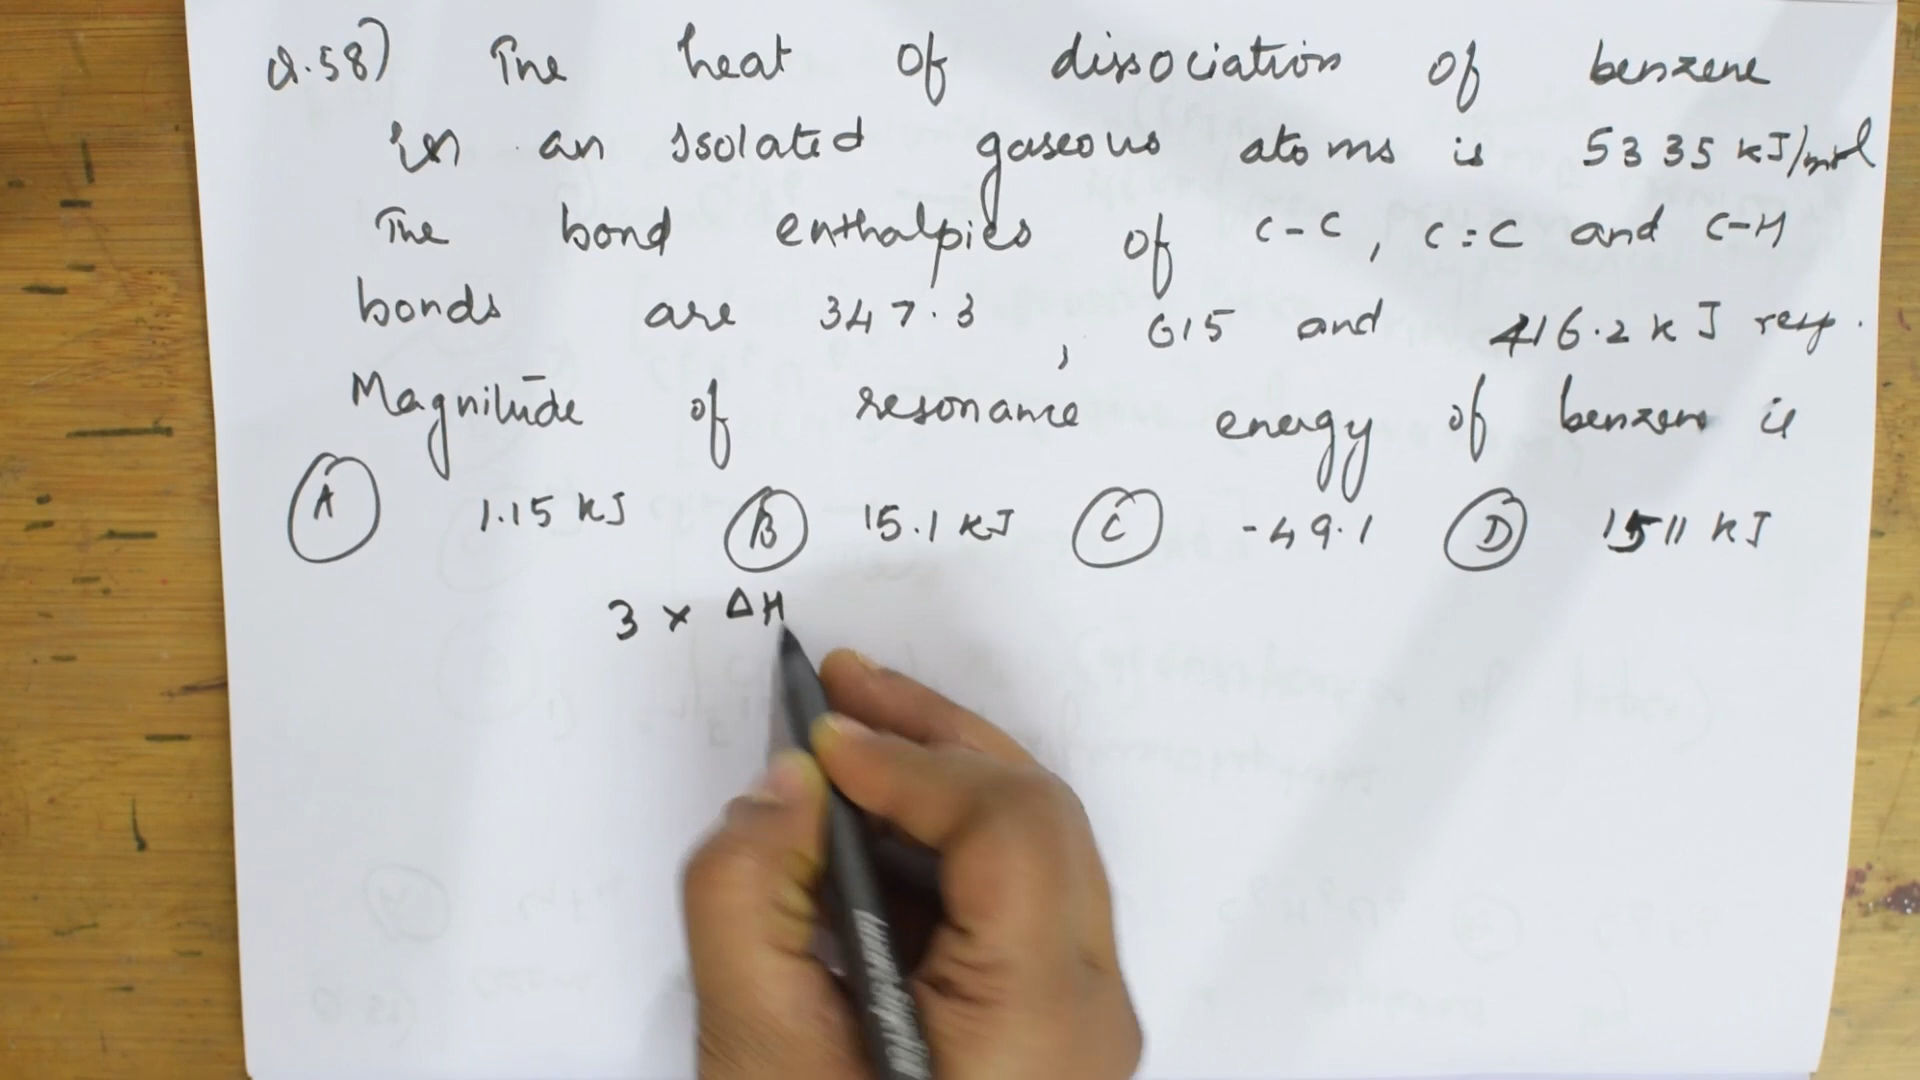 Q.58) The heat of dissociation of benzene
in an isolated gaseous atoms is 5335 kJ/mol
The bond enthalpies of C-C, C=C and C-H
bonds are 347.3, 615 and 416.2 kJ resp.
Magnitude of resonance energy of benzene is
(A) 1.15 kJ (B) 15.1 kJ (C) -49.1 (D) 1511 kJ
3 × ΔH